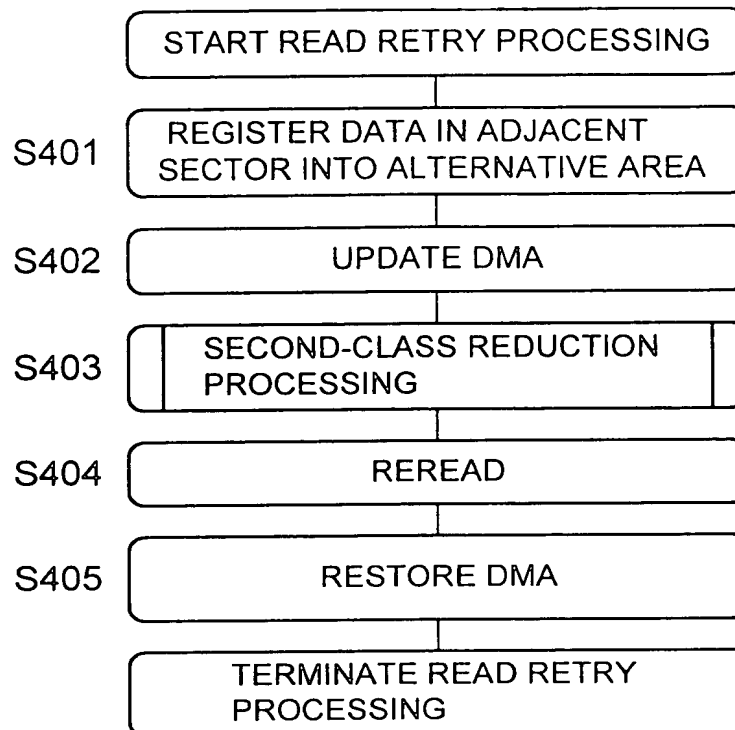 START READ RETRY PROCESSING
S401
REGISTER DATA IN ADJACENT
SECTOR INTO ALTERNATIVE AREA
S402
UPDATE DMA
S403
SECOND-CLASS REDUCTION
PROCESSING
S404
REREAD
S405
RESTORE DMA
TERMINATE READ RETRY
PROCESSING